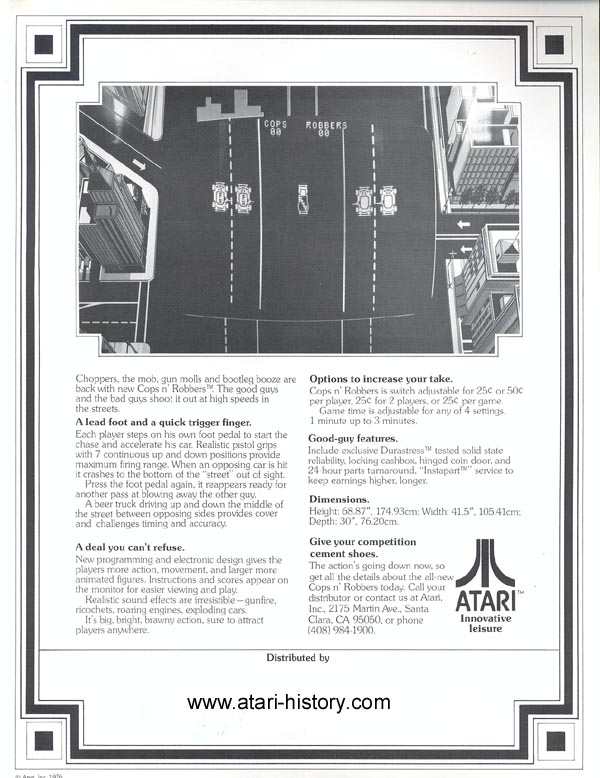 COPS ROBBERS
00 00
Choppers, the mob, gun molls and bootleg booze are
back with new Cops n' Robbers™. The good guys
and the bad guys shoot it out at high speeds in
the streets.
A lead foot and a quick trigger finger.
Each player steps on his own foot pedal to start the
chase and accelerate his car. Realistic pistol grips
with 7 continuous up and down positions provide
maximum firing range. When an opposing car is hit
it crashes to the bottom of the "street" out of sight.
Press the foot pedal again, it reappears ready for
another pass at blowing away the other guy.
A beer truck driving up and down the middle of
the street between opposing sides provides cover
and challenges timing and accuracy.
A deal you can't refuse.
New programming and electronic design gives the
players more action, movement, and larger more
animated figures. Instructions and scores appear on
the monitor for easier viewing and play.
Realistic sound effects are irresistible—gunfire,
ricochets, roaring engines, exploding cars.
It's big, bright, brawny action, sure to attract
players anywhere.
Options to increase your take.
Cops n' Robbers is switch adjustable for 25¢ or 50¢
per player, 25¢ for 2 players, or 25¢ per game.
Game time is adjustable for any of 4 settings.
1 minute up to 3 minutes.
Good-guy features.
Include exclusive Durastress™ tested solid state
reliability, locking cashbox, hinged coin door, and
24-hour parts turnaround, "Instapart™" service to
keep earnings higher, longer.
Dimensions.
Height: 68.87", 174.93cm; Width: 41.5", 105.41cm;
Depth: 30", 76.20cm.
Give your competition
cement shoes.
The action's going down now, so
get all the details about the all-new
Cops n' Robbers today. Call your
distributor or contact us at Atari,
Inc., 2175 Martin Ave., Santa
Clara, CA 95050, or phone
(408) 984-1900.
ATARI™
Innovative
leisure
Distributed by
www.atari-history.com
© Atari, Inc. 1976